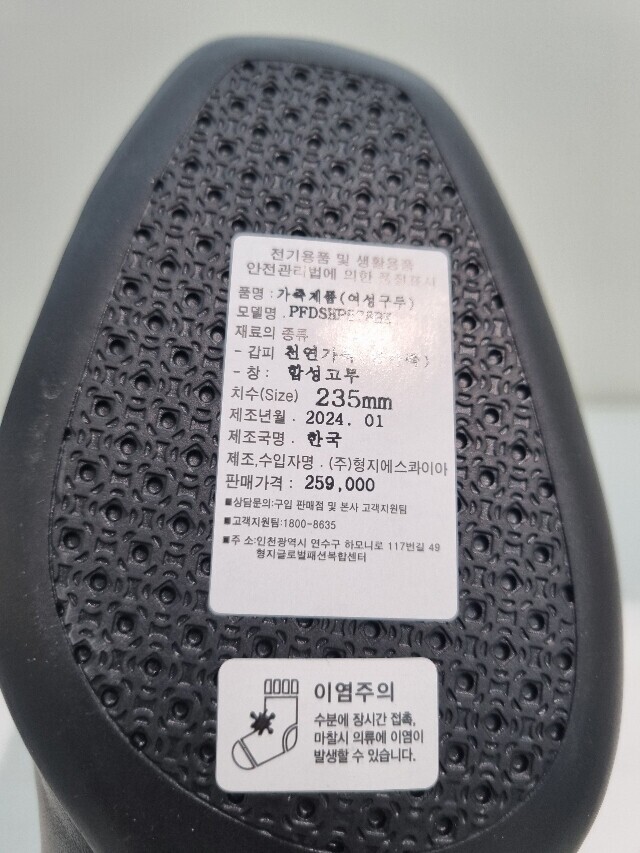 전기용품 및 생활용품
안전관리법에 의한 품질표시
품명 : 가죽제품(여성구두)
모델명 .
재료의 종류
- 갑피 천연가죽
- 창 : 합성고무
치수(Size) 235mm
제조년월 . 2024. 01
제조국명 . 한국
제조,수입자명 . (주)형지에스콰이아
판매가격 : 259,000
■상담문의:구입 판매점 및 본사 고객지원팀
■고객지원팀:1800-8635
■주 소:인천광역시 연수구 하모니로 117번길 49
형지글로벌패션복합센터
이염주의
수분에 장시간 접촉,
마찰시 의류에 이염이
발생할 수 있습니다.